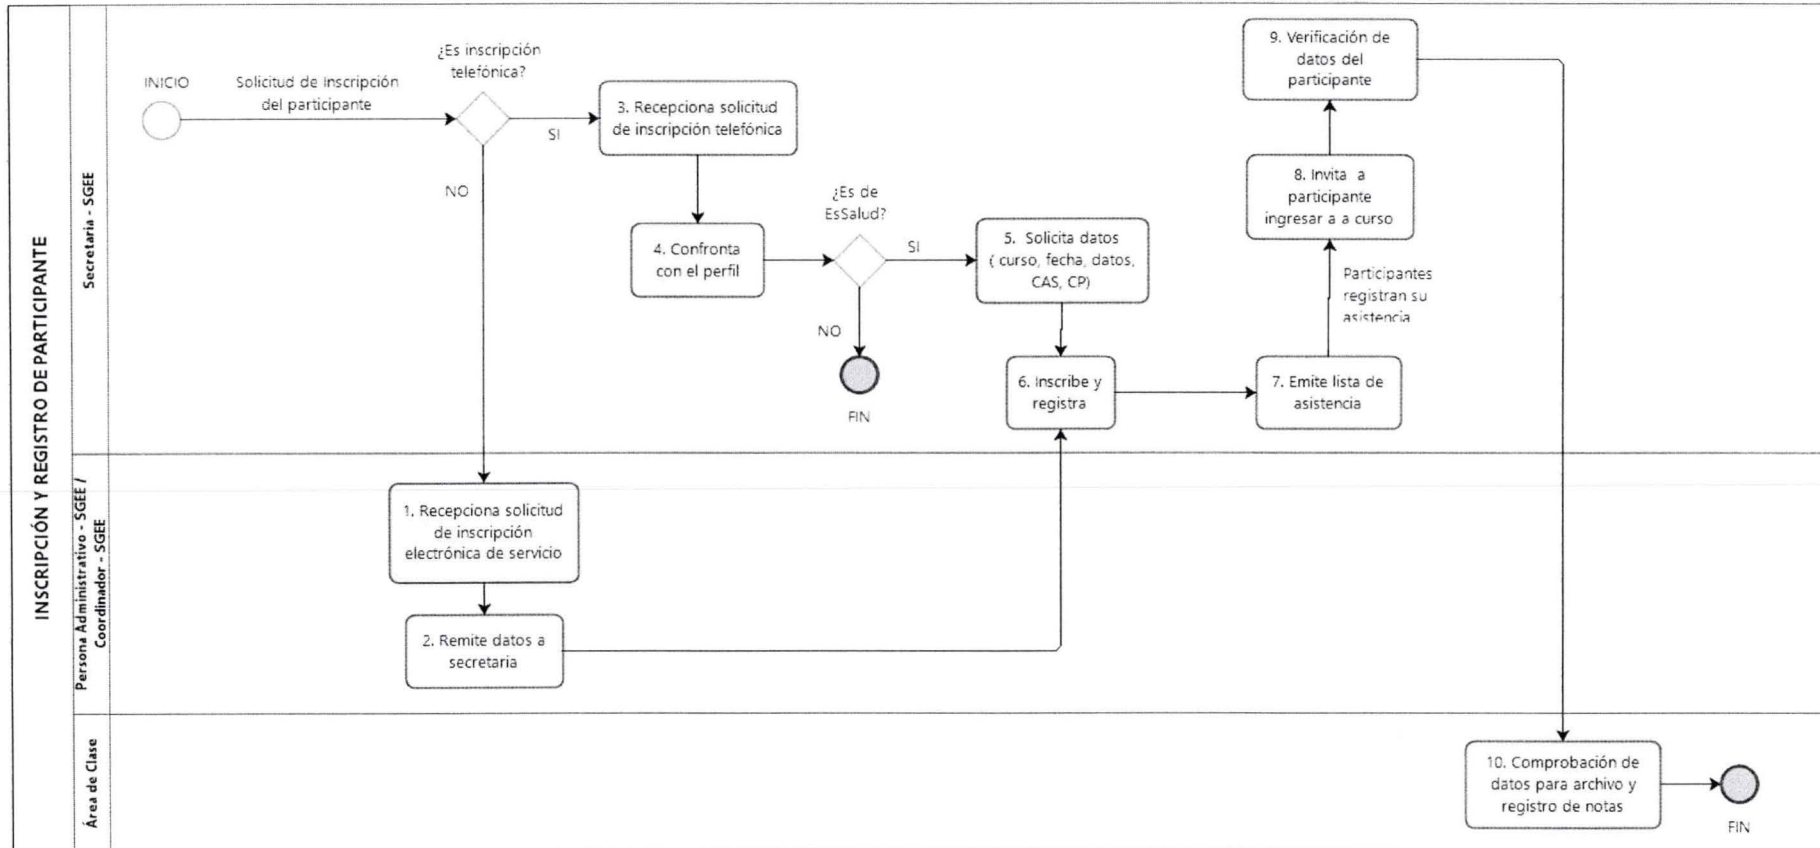 INSCRIPCIÓN Y REGISTRO DE PARTICIPANTE
Secretaria - SGEE
INICIO
Solicitud de Inscripción
del participante
¿Es inscripción
telefónica?
SI
NO
3. Recepciona solicitud
de inscripción telefónica
4. Confronta
con el perfil
¿Es de
EsSalud?
SI
NO
FIN
5. Solicita datos
( curso, fecha, datos,
CAS, CP)
6. Inscribe y
registra
7. Emite lista de
asistencia
Participantes
registran su
asistencia
8. Invita a
participante
ingresar a a curso
9. Verificación de
datos del
participante
Persona Administrativo - SGEE /
Coordinador - SGEE
1. Recepciona solicitud
de inscripción
electrónica de servicio
2. Remite datos a
secretaria
Área de Clase
10. Comprobación de
datos para archivo y
registro de notas
FIN